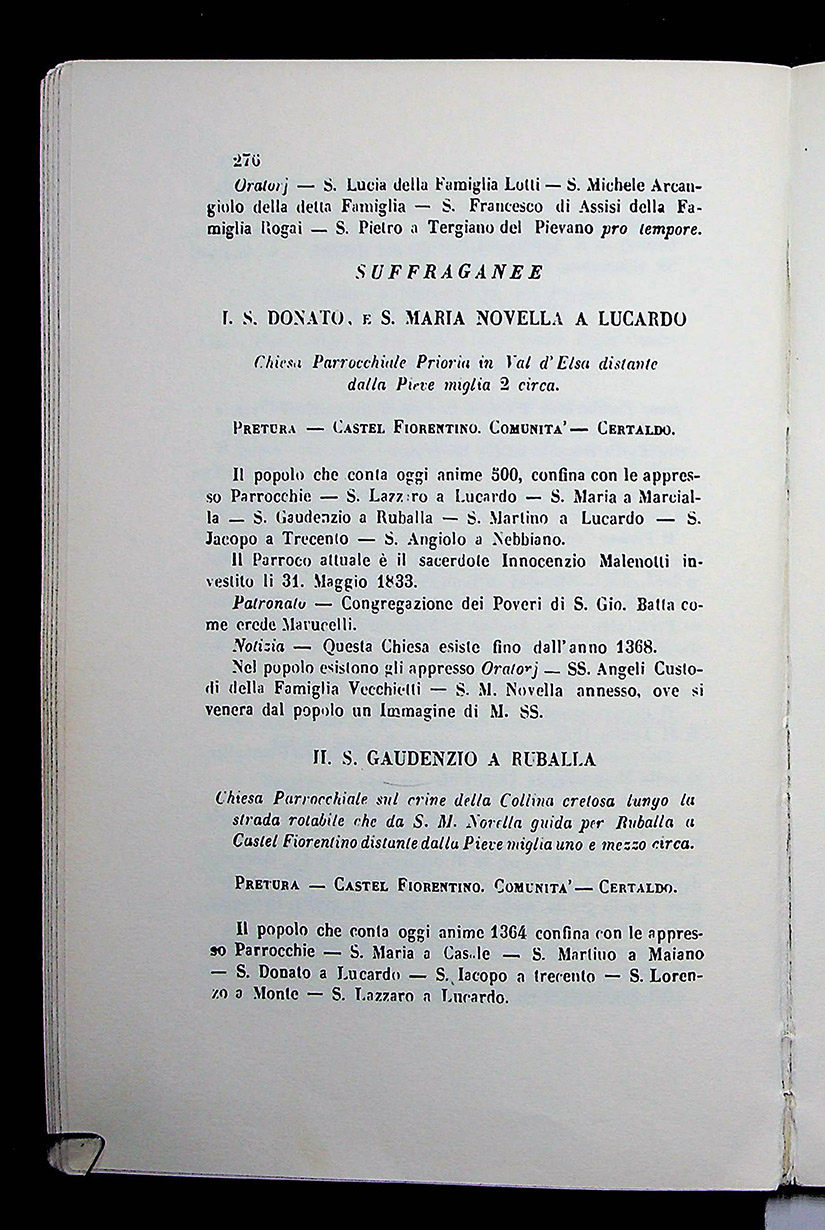 276
Oratorj — S. Lucia della Famiglia Lotti — S. Michele Arcan-
giolo della detta Famiglia — S. Francesco di Assisi della Fa-
miglia Rogai — S. Pietro a Tergiano del Pievano pro tempore.
SUFFRAGANEE
I. S. DONATO, E S. MARIA NOVELLA A LUCARDO
Chiesa Parrocchiale Prioria in Val d'Elsa distante
dalla Pieve miglia 2 circa.
PRETURA — CASTEL FIORENTINO. COMUNITA' — CERTALDO.
Il popolo che conta oggi anime 500, confina con le appres-
so Parrocchie — S. Lazzaro a Lucardo — S. Maria a Marcial-
la — S. Gaudenzio a Ruballa — S. Martino a Lucardo — S.
Jacopo a Trecento — S. Angiolo a Nebbiano.
Il Parroco attuale è il sacerdote Innocenzio Malenotti in-
vestito li 31. Maggio 1833.
Patronato — Congregazione dei Poveri di S. Gio. Batta co-
me crede Marucelli.
Notizia — Questa Chiesa esiste fino dall'anno 1368.
Nel popolo esistono gli appresso Oratorj — SS. Angeli Custo-
di della Famiglia Vecchietti — S. M. Novella annesso, ove si
venera dal popolo un Immagine di M. SS.
II. S. GAUDENZIO A RUBALLA
Chiesa Parrocchiale sul crine della Collina cretosa lungo la
strada rotabile che da S. M. Novella guida per Ruballa a
Castel Fiorentino distante dalla Pieve miglia uno e mezzo circa.
PRETURA — CASTEL FIORENTINO. COMUNITA' — CERTALDO.
Il popolo che conta oggi anime 1364 confina con le appres-
so Parrocchie — S. Maria a Casale — S. Martino a Maiano
— S. Donato a Lucardo — S. Iacopo a trecento — S. Loren-
zo a Monte — S. Lazzaro a Lucardo.